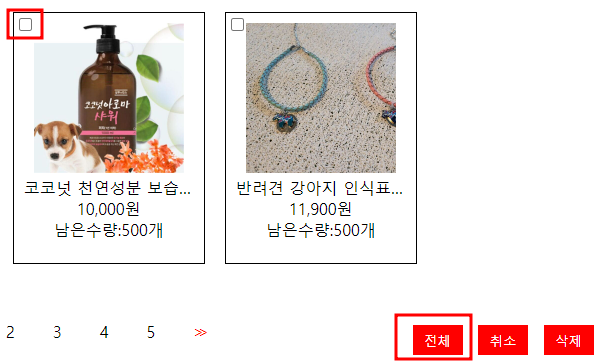 코코넛아로마
샤워
코코넛 천연성분 보습...
10,000원
남은수량:500개
반려견 강아지 인식표...
11,900원
남은수량:500개
2 3 4 5 ≫
전체 취소 삭제